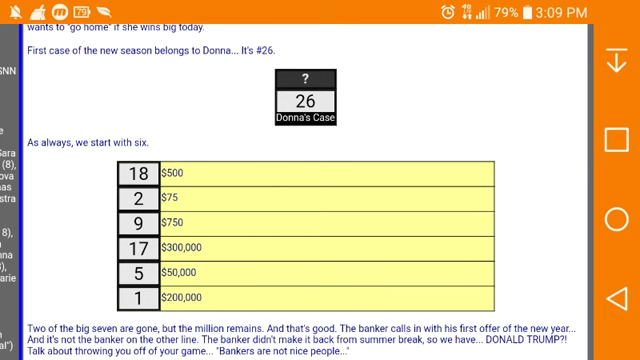 79
79%
3:09 PM
wants to "go home" if she wins big today.
SNN
First case of the new season belongs to Donna... It's #26.
?
26
Donna's Case
As always, we start with six.
18 $500
2 $75
9 $750
17 $300,000
5 $50,000
1 $200,000
Two of the big seven are gone, but the million remains. And that's good. The banker calls in with his first offer of the new year...
And it's not the banker on the other line. The banker didn't make it back from summer break, so we have... DONALD TRUMP?!
Talk about throwing you off of your game... "Bankers are not nice people..."